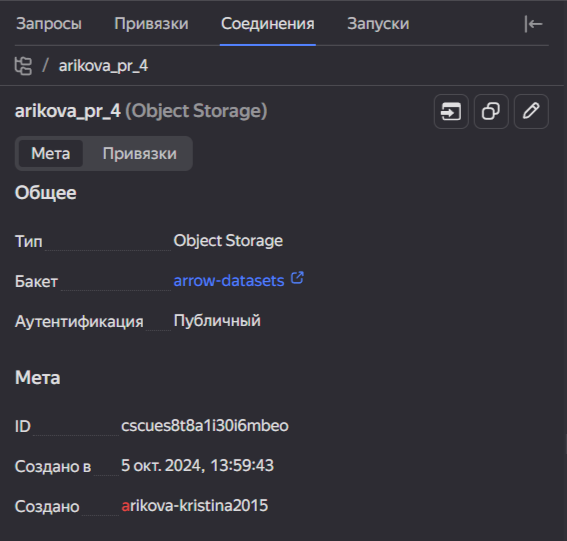 Запросы Привязки Соединения Запуски
/ arikova_pr_4
arikova_pr_4 (Object Storage)
Мета Привязки
Общее
Тип Object Storage
Бакет arrow-datasets
Аутентификация Публичный
Мета
ID cscues8t8a1i30i6mbeo
Создано в 5 окт. 2024, 13:59:43
Создано arikova-kristina2015